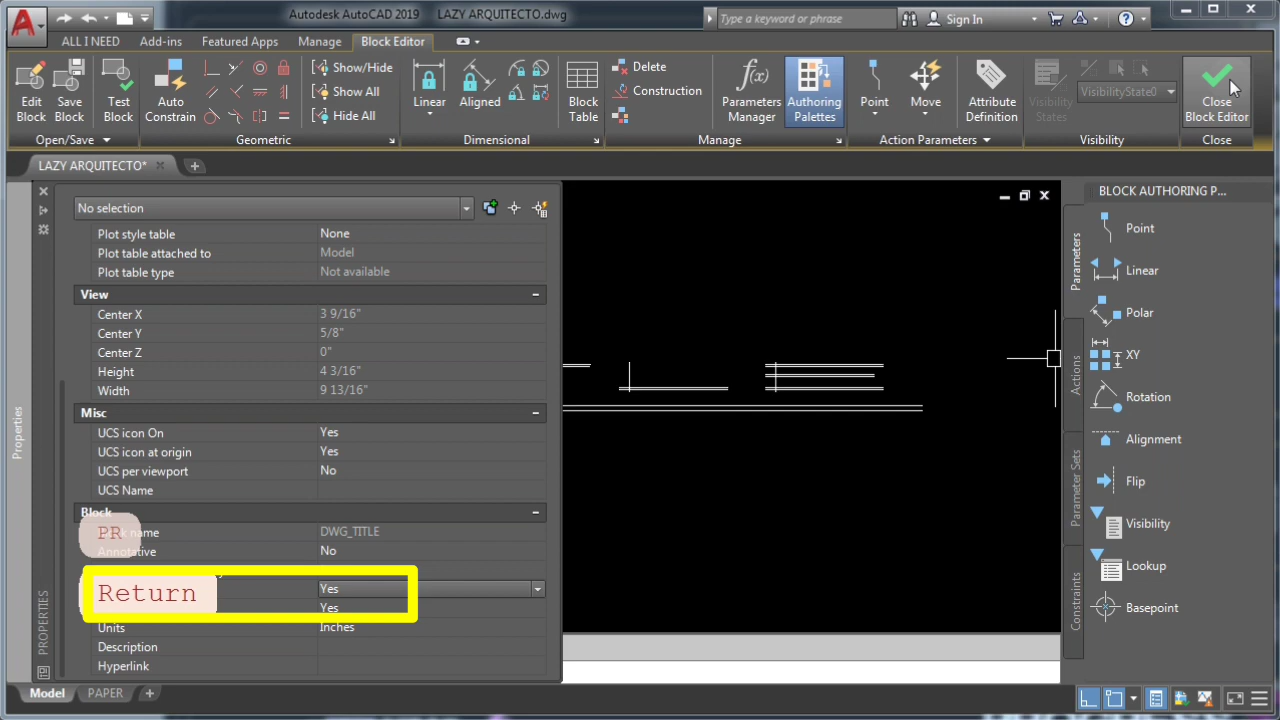 Autodesk AutoCAD 2019 LAZY ARQUITECTO.dwg
Type a keyword or phrase
Sign In
ALL I NEED
Add-ins
Featured Apps
Manage
Block Editor
Edit Block
Save Block
Test Block
Auto Constrain
Show/Hide
Show All
Hide All
Linear
Aligned
Block Table
Delete
Construction
Parameters Manager
Authoring Palettes
Point
Move
Attribute Definition
Visibility States
VisibilityState0
Close Block Editor
Open/Save
Geometric
Dimensional
Manage
Action Parameters
Visibility
Close
LAZY ARQUITECTO*
No selection
Plot style table None
Plot table attached to Model
Plot table type Not available
View
Center X 3 9/16"
Center Y 5/8"
Center Z 0"
Height 4 3/16"
Width 9 13/16"
Misc
UCS icon On Yes
UCS icon at origin Yes
UCS per viewport No
UCS Name
Block
PR name DWG_TITLE
Annotative No
Return Yes
Yes
Units Inches
Description
Hyperlink
Properties
PROPERTIES
BLOCK AUTHORING P...
Point
Linear
Polar
XY
Rotation
Alignment
Flip
Visibility
Lookup
Basepoint
Parameters
Actions
Parameter Sets
Constraints
Model
PAPER